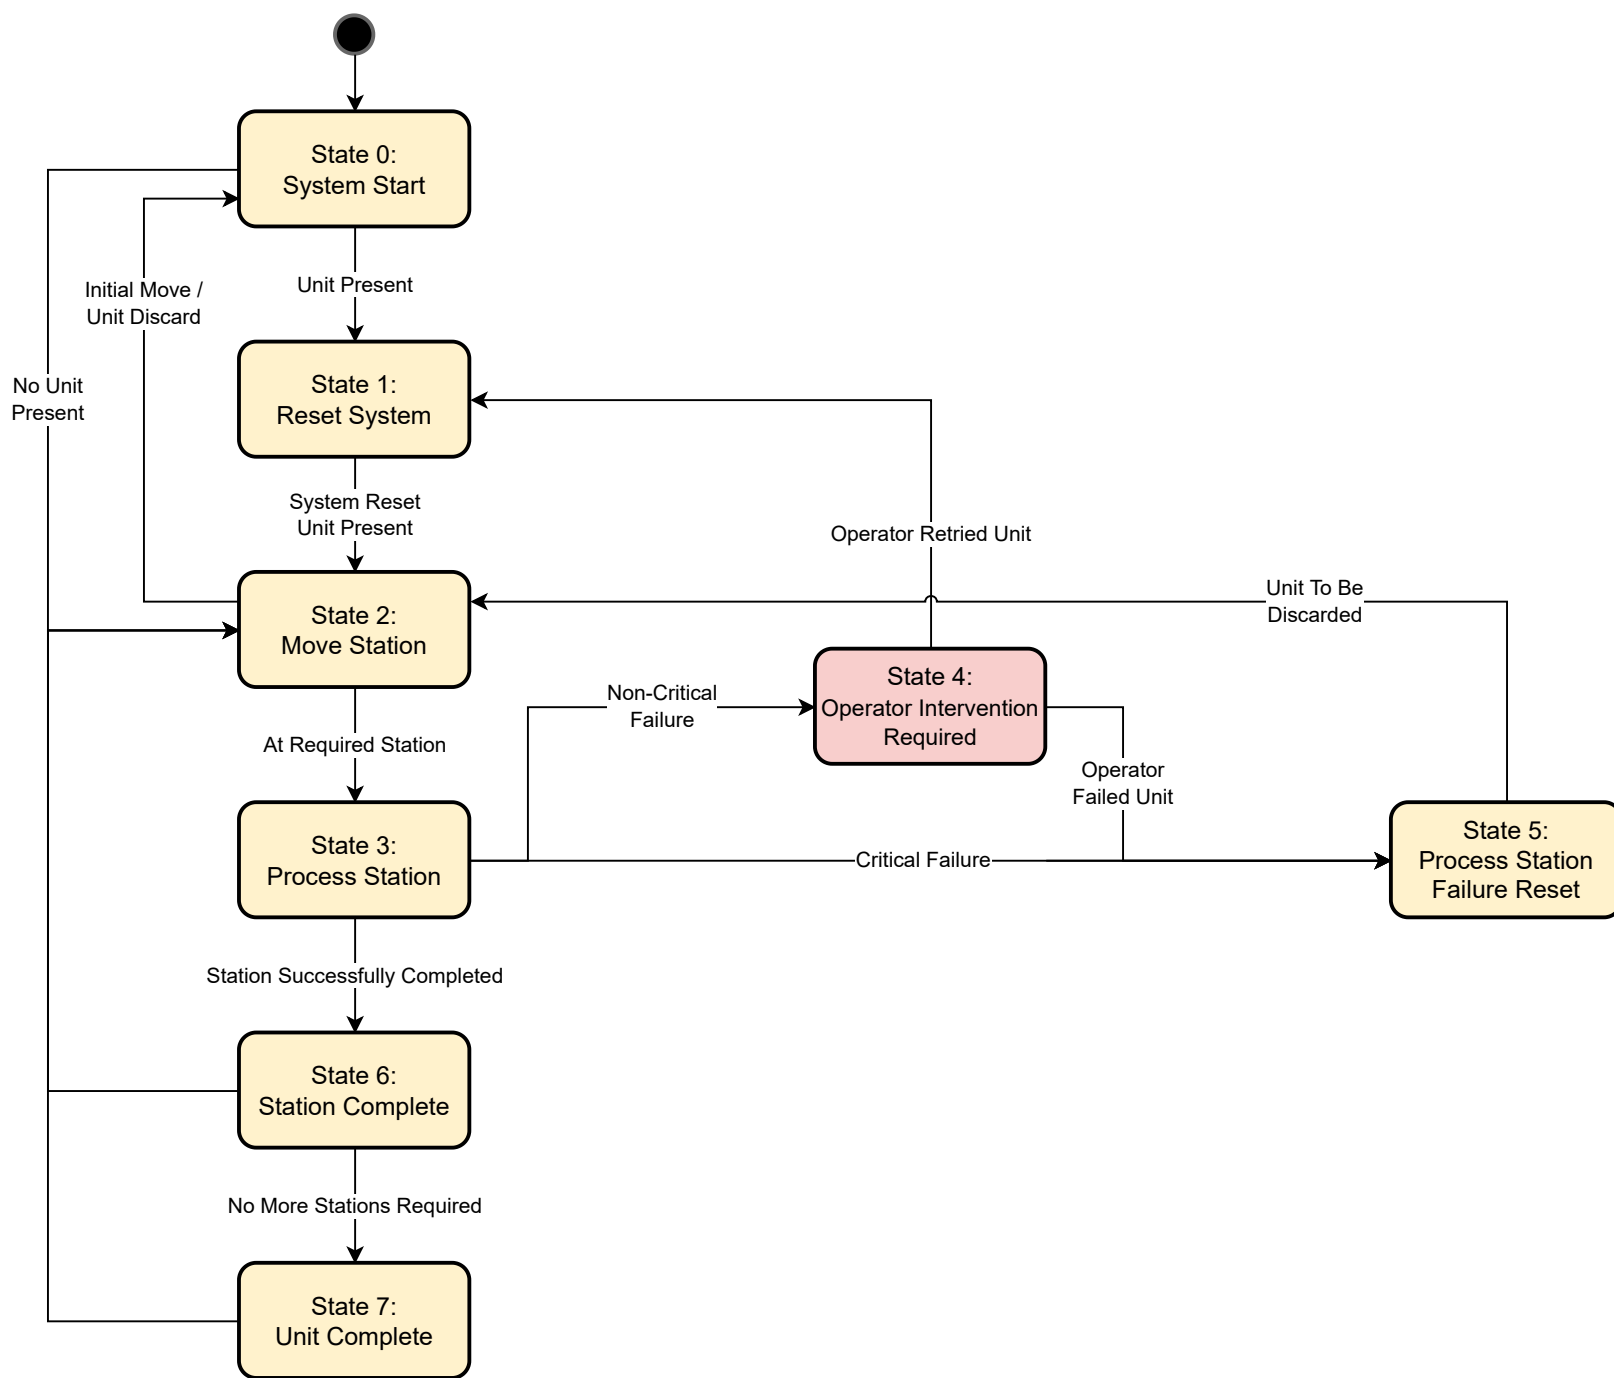 State 0:
System Start
Unit Present
Initial Move /
Unit Discard
No Unit
Present
State 1:
Reset System
System Reset
Unit Present
Operator Retried Unit
Unit To Be
Discarded
State 2:
Move Station
State 4:
Operator Intervention
Required
Non-Critical
Failure
At Required Station
Operator
Failed Unit
State 3:
Process Station
Critical Failure
State 5:
Process Station
Failure Reset
Station Successfully Completed
State 6:
Station Complete
No More Stations Required
State 7:
Unit Complete